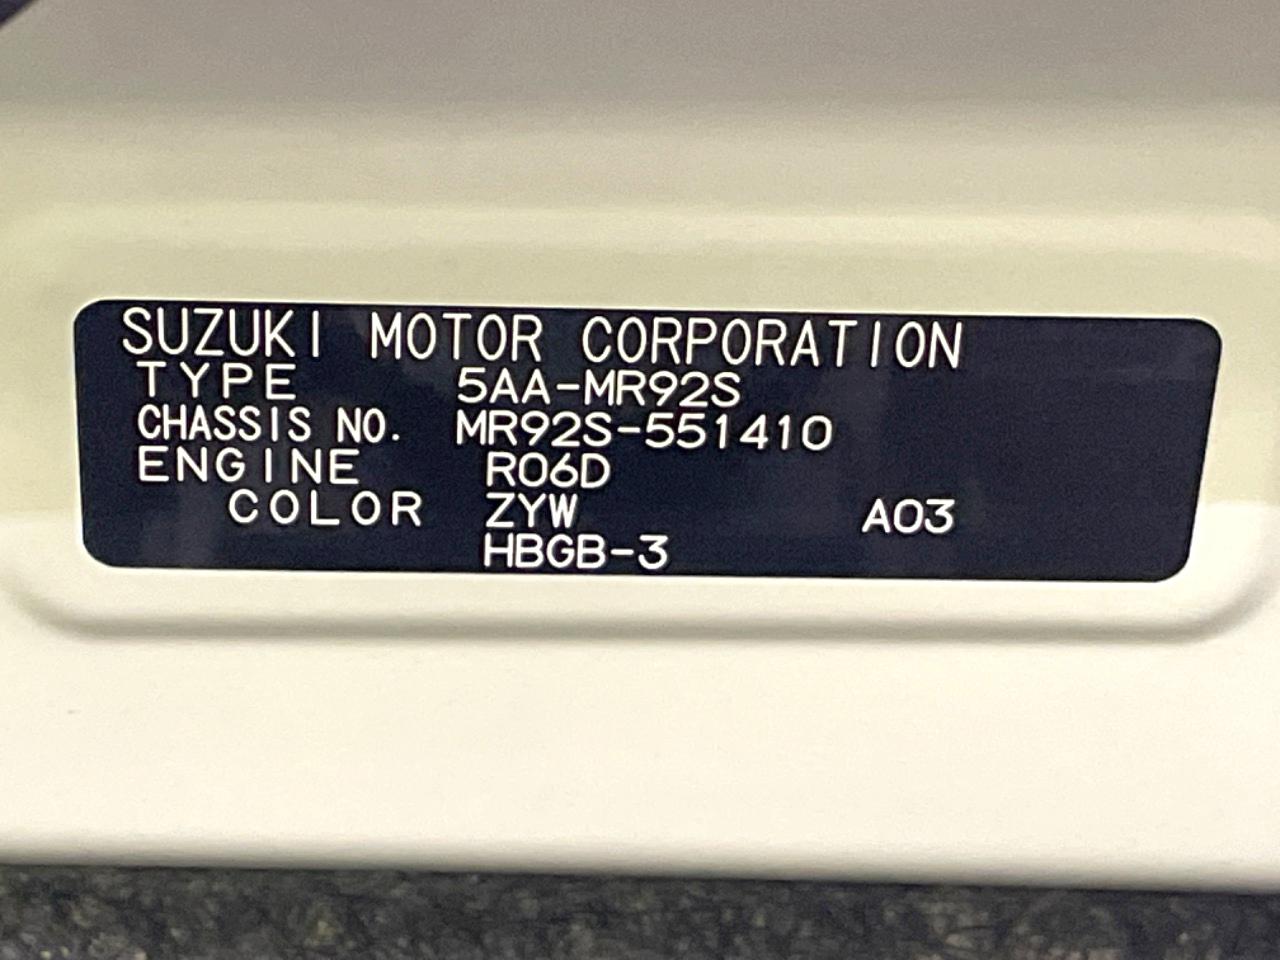 SUZUKI MOTOR CORPORATION
TYPE 5AA-MR92S
CHASSIS NO. MR92S-551410
ENGINE R06D
COLOR ZYW A03
HBGB-3